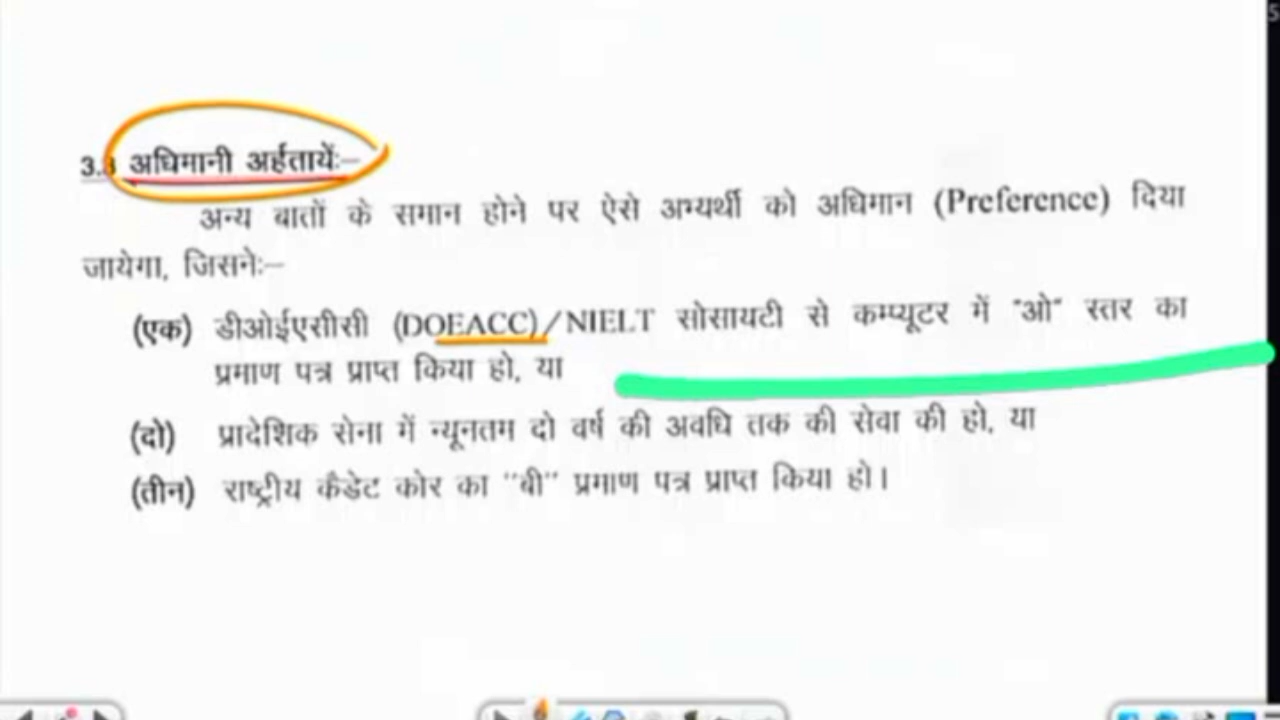 3.3 अधिमानी अर्हतायेंः–
अन्य बातों के समान होने पर ऐसे अभ्यर्थी को अधिमान (Preference) दिया
जायेगा, जिसनेः–
(एक) डीओईएसीसी (DOEACC)/NIELT सोसायटी से कम्प्यूटर में "ओ" स्तर का
प्रमाण पत्र प्राप्त किया हो, या
(दो) प्रादेशिक सेना में न्यूनतम दो वर्ष की अवधि तक की सेवा की हो, या
(तीन) राष्ट्रीय कैडेट कोर का "बी" प्रमाण पत्र प्राप्त किया हो।